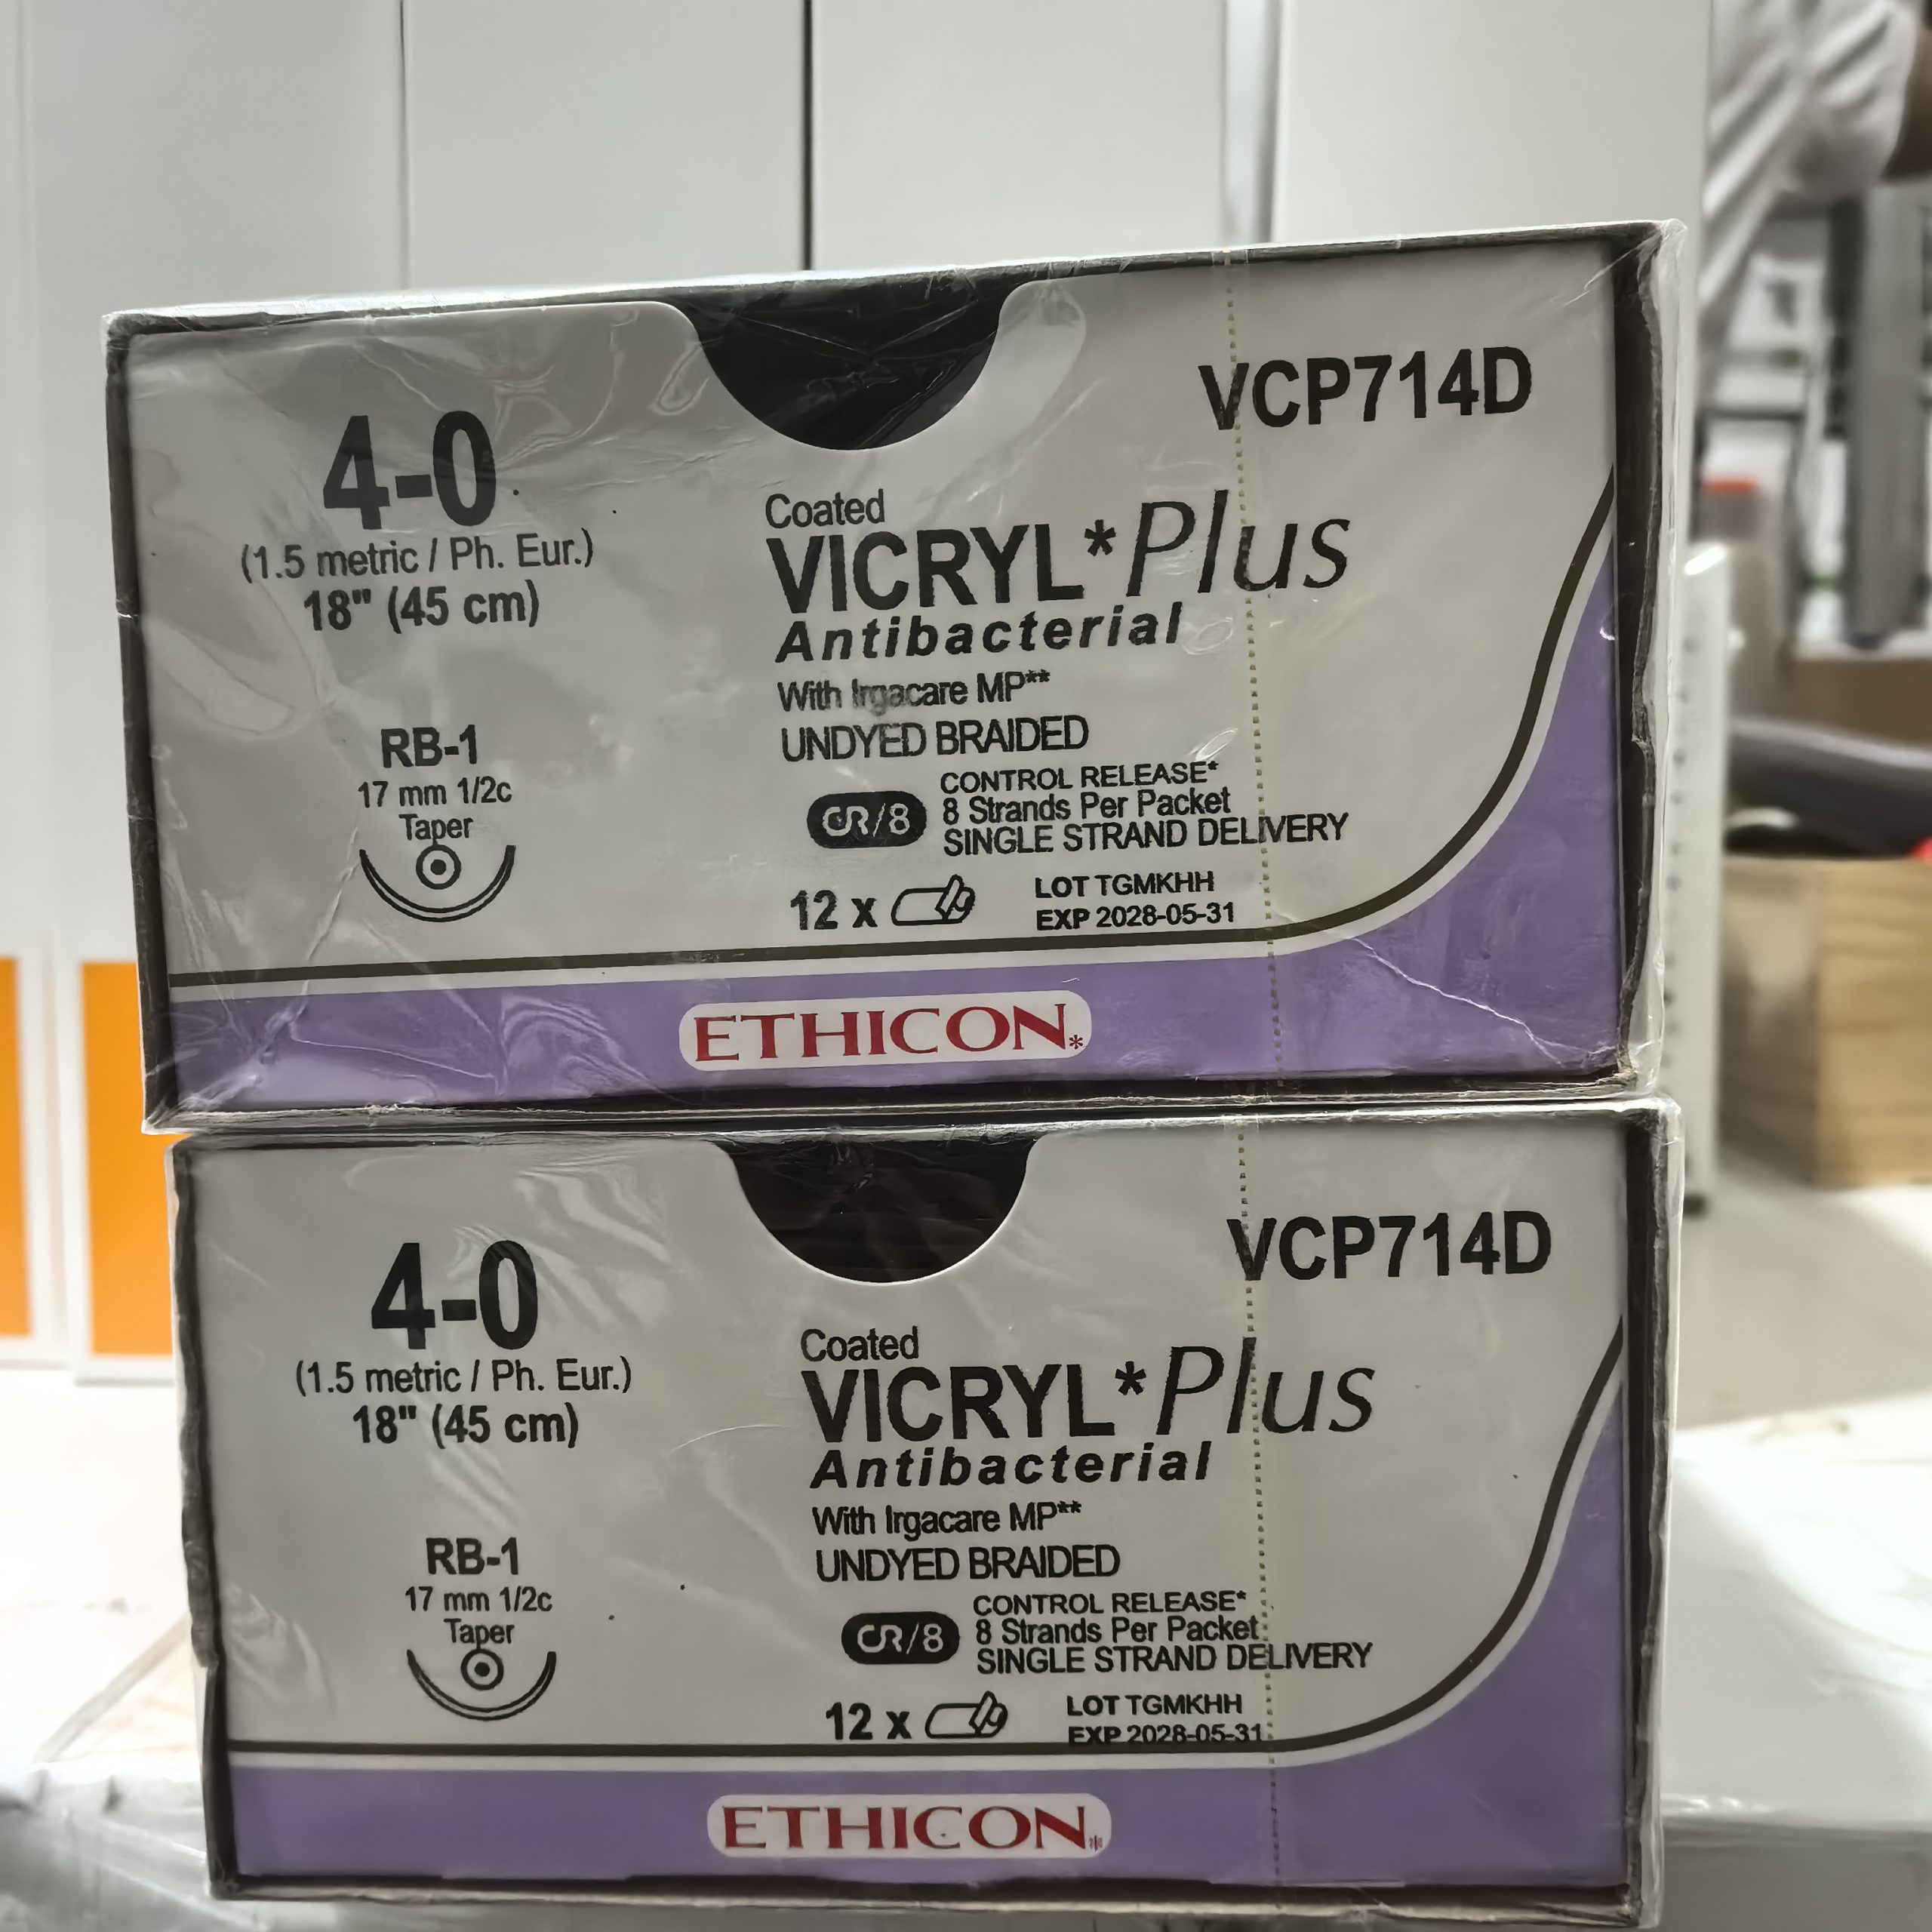 VCP714D
4-0
(1.5 metric / Ph. Eur.)
18" (45 cm)
Coated
VICRYL*Plus
Antibacterial
With Irgacare MP**
UNDYED BRAIDED
RB-1
17 mm 1/2c
Taper
CR/8
CONTROL RELEASE*
8 Strands Per Packet
SINGLE STRAND DELIVERY
12 x
LOT TGMKHH
EXP 2028-05-31
ETHICON*
VCP714D
4-0
(1.5 metric / Ph. Eur.)
18" (45 cm)
Coated
VICRYL*Plus
Antibacterial
With Irgacare MP**
UNDYED BRAIDED
RB-1
17 mm 1/2c
Taper
CR/8
CONTROL RELEASE*
8 Strands Per Packet
SINGLE STRAND DELIVERY
12 x
LOT TGMKHH
EXP 2028-05-31
ETHICON*